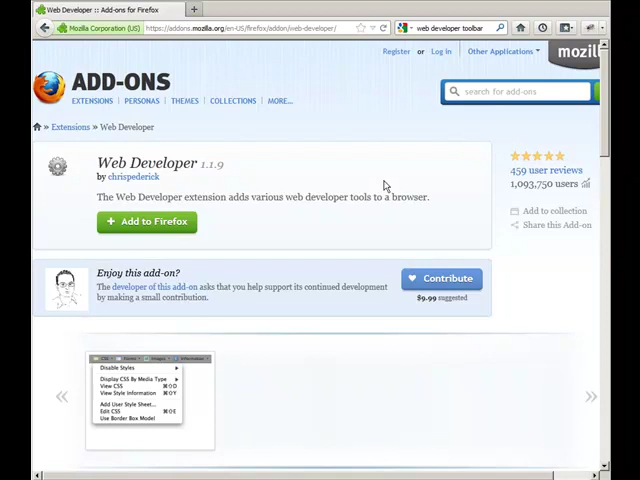 Web Developer :: Add-ons for Firefox
Mozilla Corporation (US)
https://addons.mozilla.org/en-US/firefox/addon/web-developer/
web developer toolbar
Register or Log in
Other Applications
mozil
ADD-ONS
EXTENSIONS | PERSONAS | THEMES | COLLECTIONS | MORE...
search for add-ons
» Extensions » Web Developer
Web Developer 1.1.9
by chrispederick
The Web Developer extension adds various web developer tools to a browser.
+ Add to Firefox
459 user reviews
1,093,750 users
Add to collection
Share this Add-on
Enjoy this add-on?
The developer of this add-on asks that you help support its continued development
by making a small contribution.
Contribute
$9.99 suggested
CSS Forms Images Information
Disable Styles
Display CSS By Media Type
View CSS ⌘⇧O
View Style Information ⌘⇧Y
Add User Style Sheet...
Edit CSS ⌘⇧E
Use Border Box Model
« »